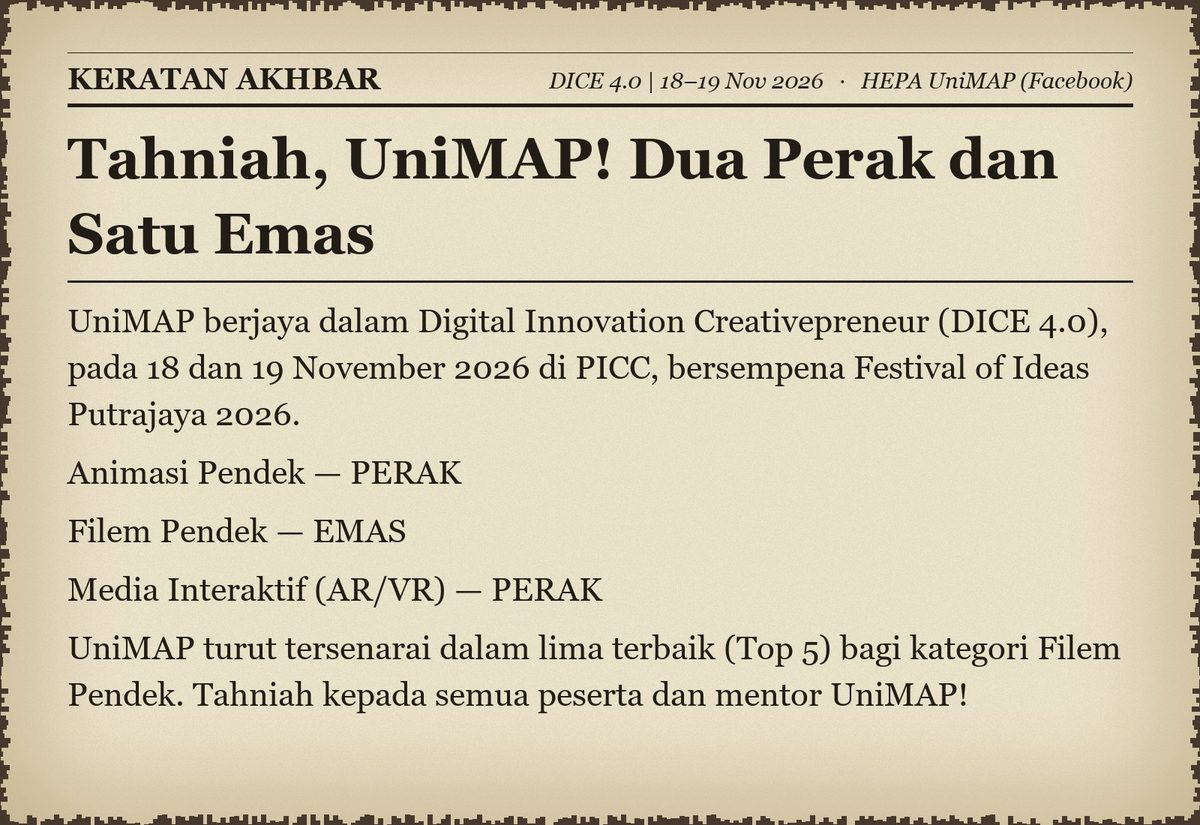 KERATAN AKHBAR
DICE 4.0 | 18–19 Nov 2026 · HEPA UniMAP (Facebook)
Tahniah, UniMAP! Dua Perak dan
Satu Emas
UniMAP berjaya dalam Digital Innovation Creativepreneur (DICE 4.0),
pada 18 dan 19 November 2026 di PICC, bersempena Festival of Ideas
Putrajaya 2026.
Animasi Pendek — PERAK
Filem Pendek — EMAS
Media Interaktif (AR/VR) — PERAK
UniMAP turut tersenarai dalam lima terbaik (Top 5) bagi kategori Filem
Pendek. Tahniah kepada semua peserta dan mentor UniMAP!